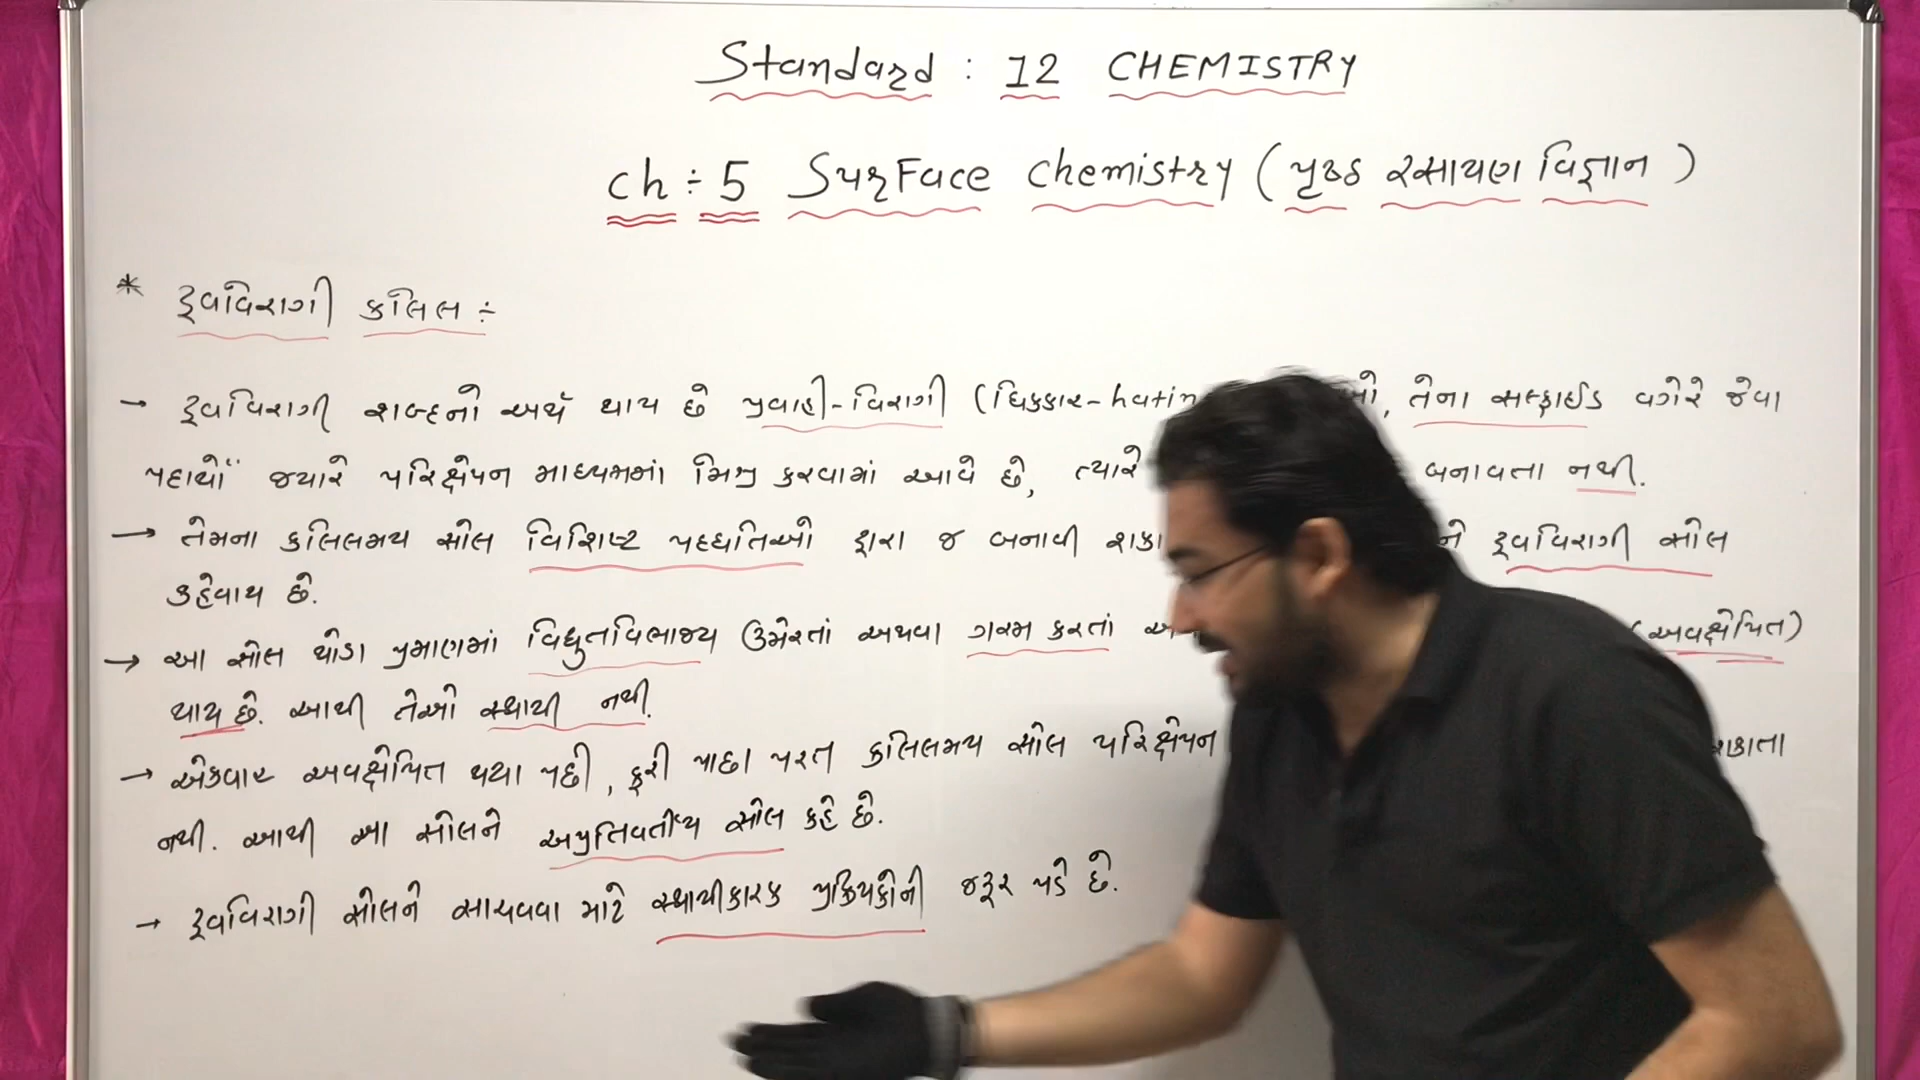 Standard : 12 CHEMISTRY
ch ÷ 5 Surface chemistry ( પૃષ્ઠ રસાયણ વિજ્ઞાન )
* દ્રવવિરાગી કલિલ ÷
→ દ્રવવિરાગી શબ્દનો અર્થ થાય છે પ્રવાહી-વિરાગી (ધિક્કાર- hatin તેના સલ્ફાઈડ વગેરે જેવા
પદાર્થો જ્યારે પરિક્ષેપન માધ્યમમાં મિશ્ર કરવામાં આવે છે, ત્યારે બનાવતા નથી.
→ તેમના કલિલમય સોલ વિશિષ્ટ પધ્ધતિઓ દ્વારા જ બનાવી શકા ને દ્રવવિરાગી સોલ
કહેવાય છે.
→ આ સોલ થોડા પ્રમાણમાં વિદ્યુતવિભાજ્ય ઉમેરતાં અથવા ગરમ કરતાં (અવક્ષેપિત)
થાય છે. આથી તેઓ સ્થાયી નથી.
→ એકવાર અવક્ષેપિત થયા પછી, ફરી પાછા પરત કલિલમય સોલ પરિક્ષેપન શકાતા
નથી. આથી આ સોલને અપ્રતિવર્તીય સોલ કહે છે.
→ દ્રવવિરાગી સોલને સાચવવા માટે સ્થાયીકારક પ્રક્રિયકોની જરૂર પડે છે.